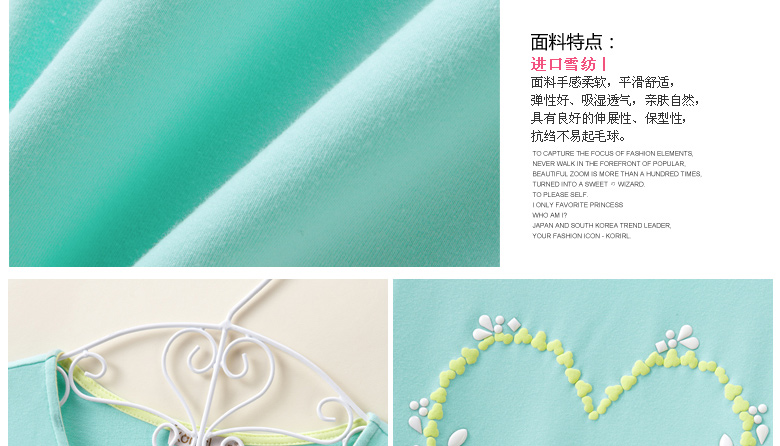 面料特点：
进口雪纺丨
面料手感柔软，平滑舒适，
弹性好、吸湿透气，亲肤自然，
具有良好的伸展性、保型性，
抗绉不易起毛球。
TO CAPTURE THE FOCUS OF FASHION ELEMENTS,
NEVER WALK IN THE FOREFRONT OF POPULAR,
BEAUTIFUL ZOOM IS MORE THAN A HUNDRED TIMES,
TURNED INTO A SWEET ㅇ WIZARD.
TO PLEASE SELF.
I ONLY FAVORITE PRINCESS
WHO AM I?
JAPAN AND SOUTH KOREA TREND LEADER,
YOUR FASHION ICON - KORIRL